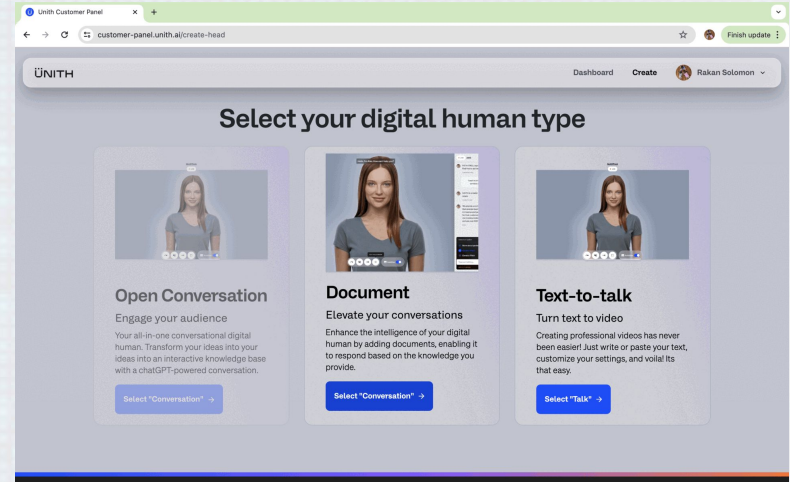 Unith Customer Panel
customer-panel.unith.ai/create-head
Finish update
ÜNITH
Dashboard
Create
Rakan Solomon
Select your digital human type
Open Conversation
Engage your audience
Your all-in-one conversational digital
human. Transform your ideas into your
ideas into an interactive knowledge base
with a chatGPT-powered conversation.
Select "Conversation" →
Document
Elevate your conversations
Enhance the intelligence of your digital
human by adding documents, enabling it
to respond based on the knowledge you
provide.
Select "Conversation" →
Text-to-talk
Turn text to video
Creating professional videos has never
been easier! Just write or paste your text,
customize your settings, and voila! Its
that easy.
Select "Talk" →